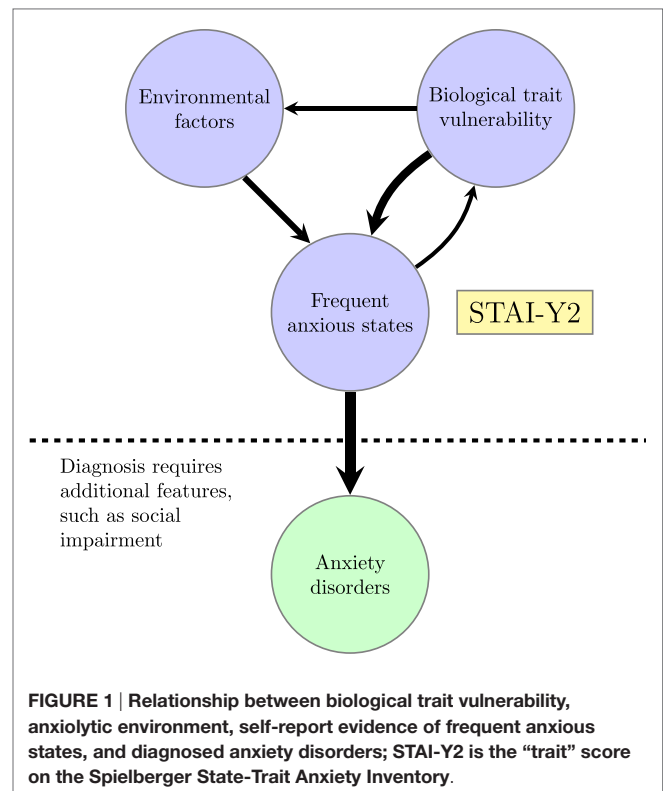 Environmental
factors
Biological trait
vulnerability
Frequent
anxious states
STAI-Y2
Diagnosis requires
additional features,
such as social
impairment
Anxiety
disorders
FIGURE 1 | Relationship between biological trait vulnerability,
anxiolytic environment, self-report evidence of frequent anxious
states, and diagnosed anxiety disorders; STAI-Y2 is the “trait” score
on the Spielberger State-Trait Anxiety Inventory.